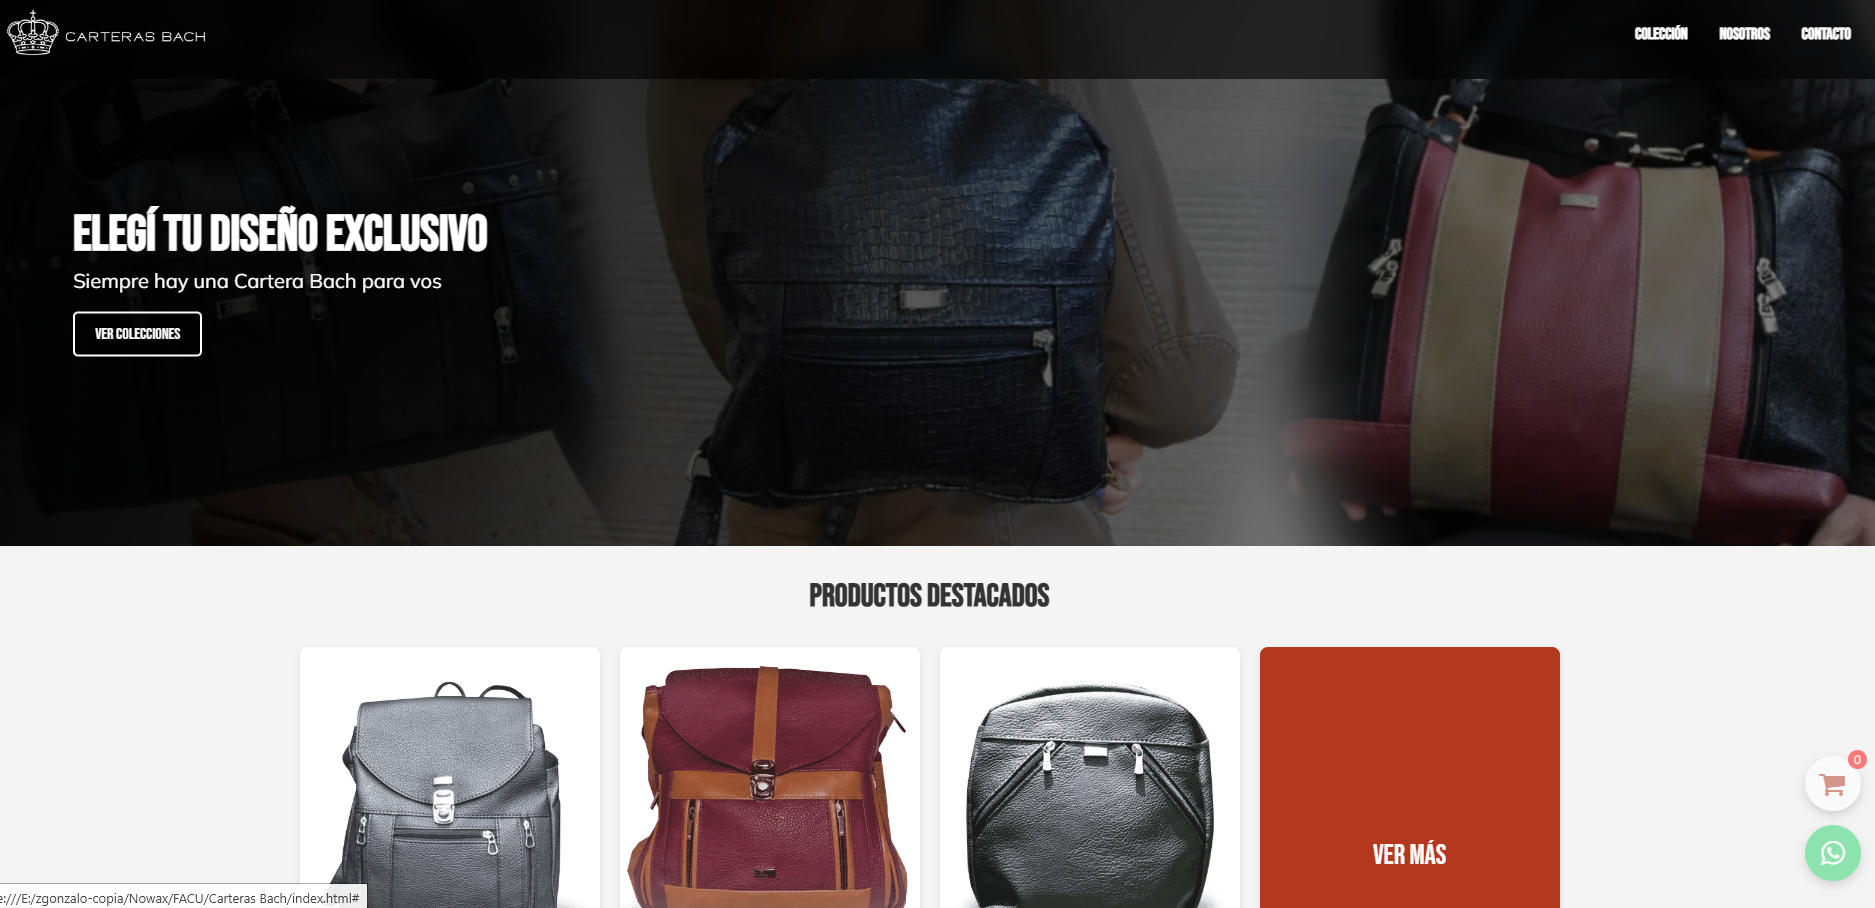 CARTERAS BACH
COLECCIÓN
NOSOTROS
CONTACTO
ELEGÍ TU DISEÑO EXCLUSIVO
Siempre hay una Cartera Bach para vos
VER COLECCIONES
PRODUCTOS DESTACADOS
VER MÁS
0
e:///E:/zgonzalo-copia/Nowax/FACU/Carteras Bach/index.html#